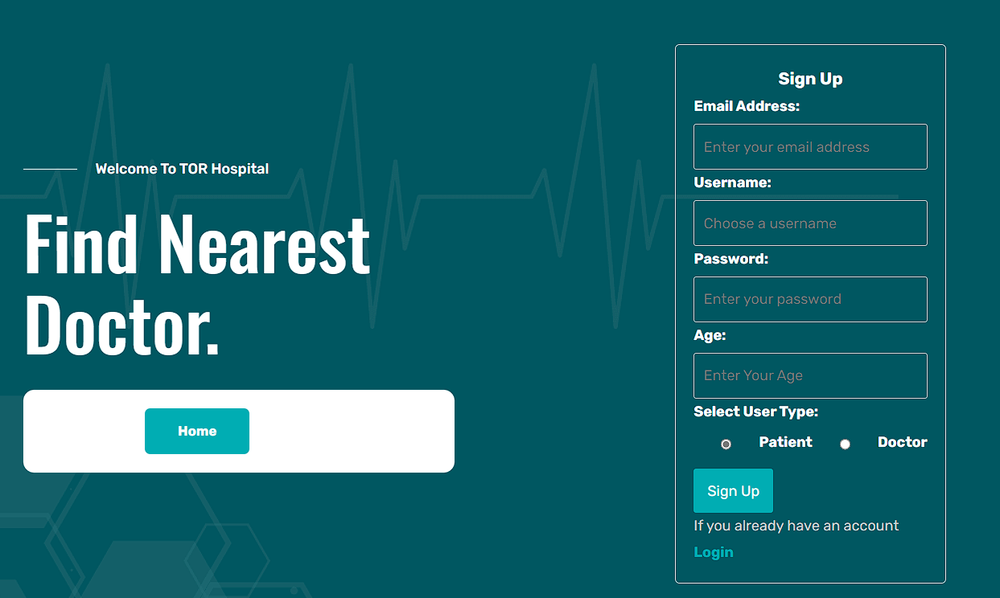 Welcome To TOR Hospital
Find Nearest
Doctor.
Home
Sign Up
Email Address:
Enter your email address
Username:
Choose a username
Password:
Enter your password
Age:
Enter Your Age
Select User Type:
Patient Doctor
Sign Up
If you already have an account
Login